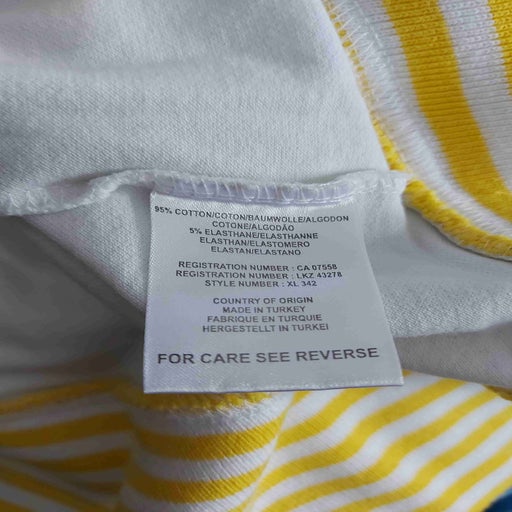 95% COTTON/COTON/BAUMWOLLE/ALGODON
COTONE/ALGODÃO
5% ELASTHANE/ELASTHANNE
ELASTHAN/ELASTOMERO
ELASTAN/ELASTANO
REGISTRATION NUMBER : CA 07558
REGISTRATION NUMBER : LKZ 43278
STYLE NUMBER : XL 342
COUNTRY OF ORIGIN
MADE IN TURKEY
FABRIQUE EN TURQUIE
HERGESTELLT IN TURKEI
FOR CARE SEE REVERSE